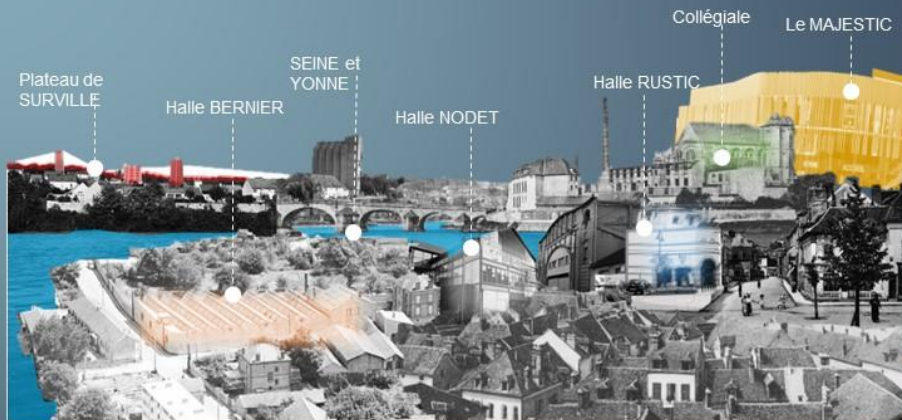 Plateau de
SURVILLE
Halle BERNIER
SEINE et
YONNE
Halle NODET
Halle RUSTIC
Collégiale
Le MAJESTIC